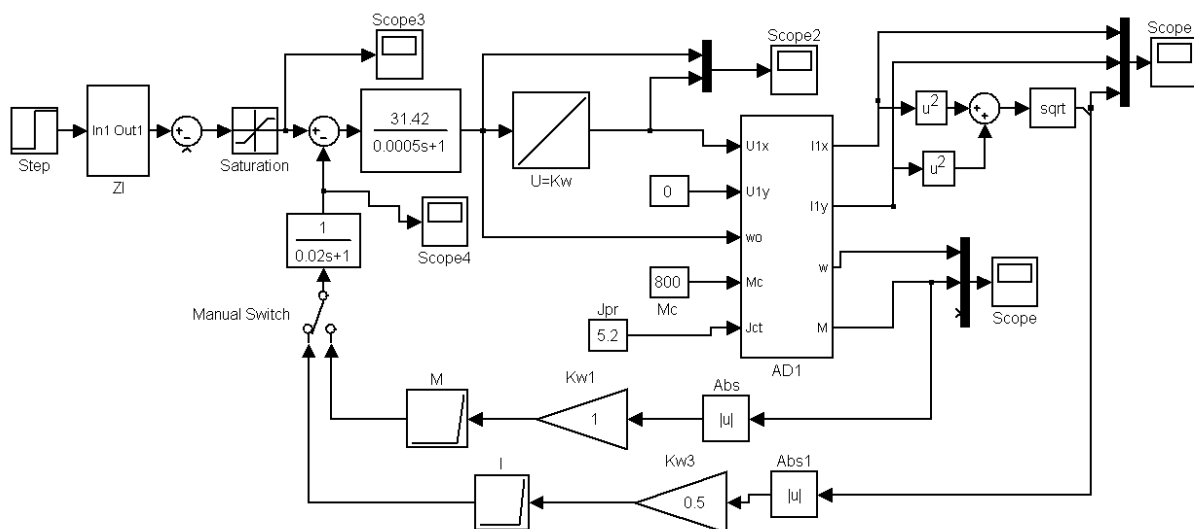 Scope3
Scope2
Scope
Step
In1 Out1
ZI
Saturation
31.42
0.0005s+1
U=Kw
u²
u²
sqrt
U1x
U1y
wo
Mc
Jct
I1x
I1y
w
M
AD1
0
800
Mc
Jpr
5.2
Scope
1
0.02s+1
Scope4
Manual Switch
M
Kw1
1
Abs
|u|
I
Kw3
0.5
Abs1
|u|